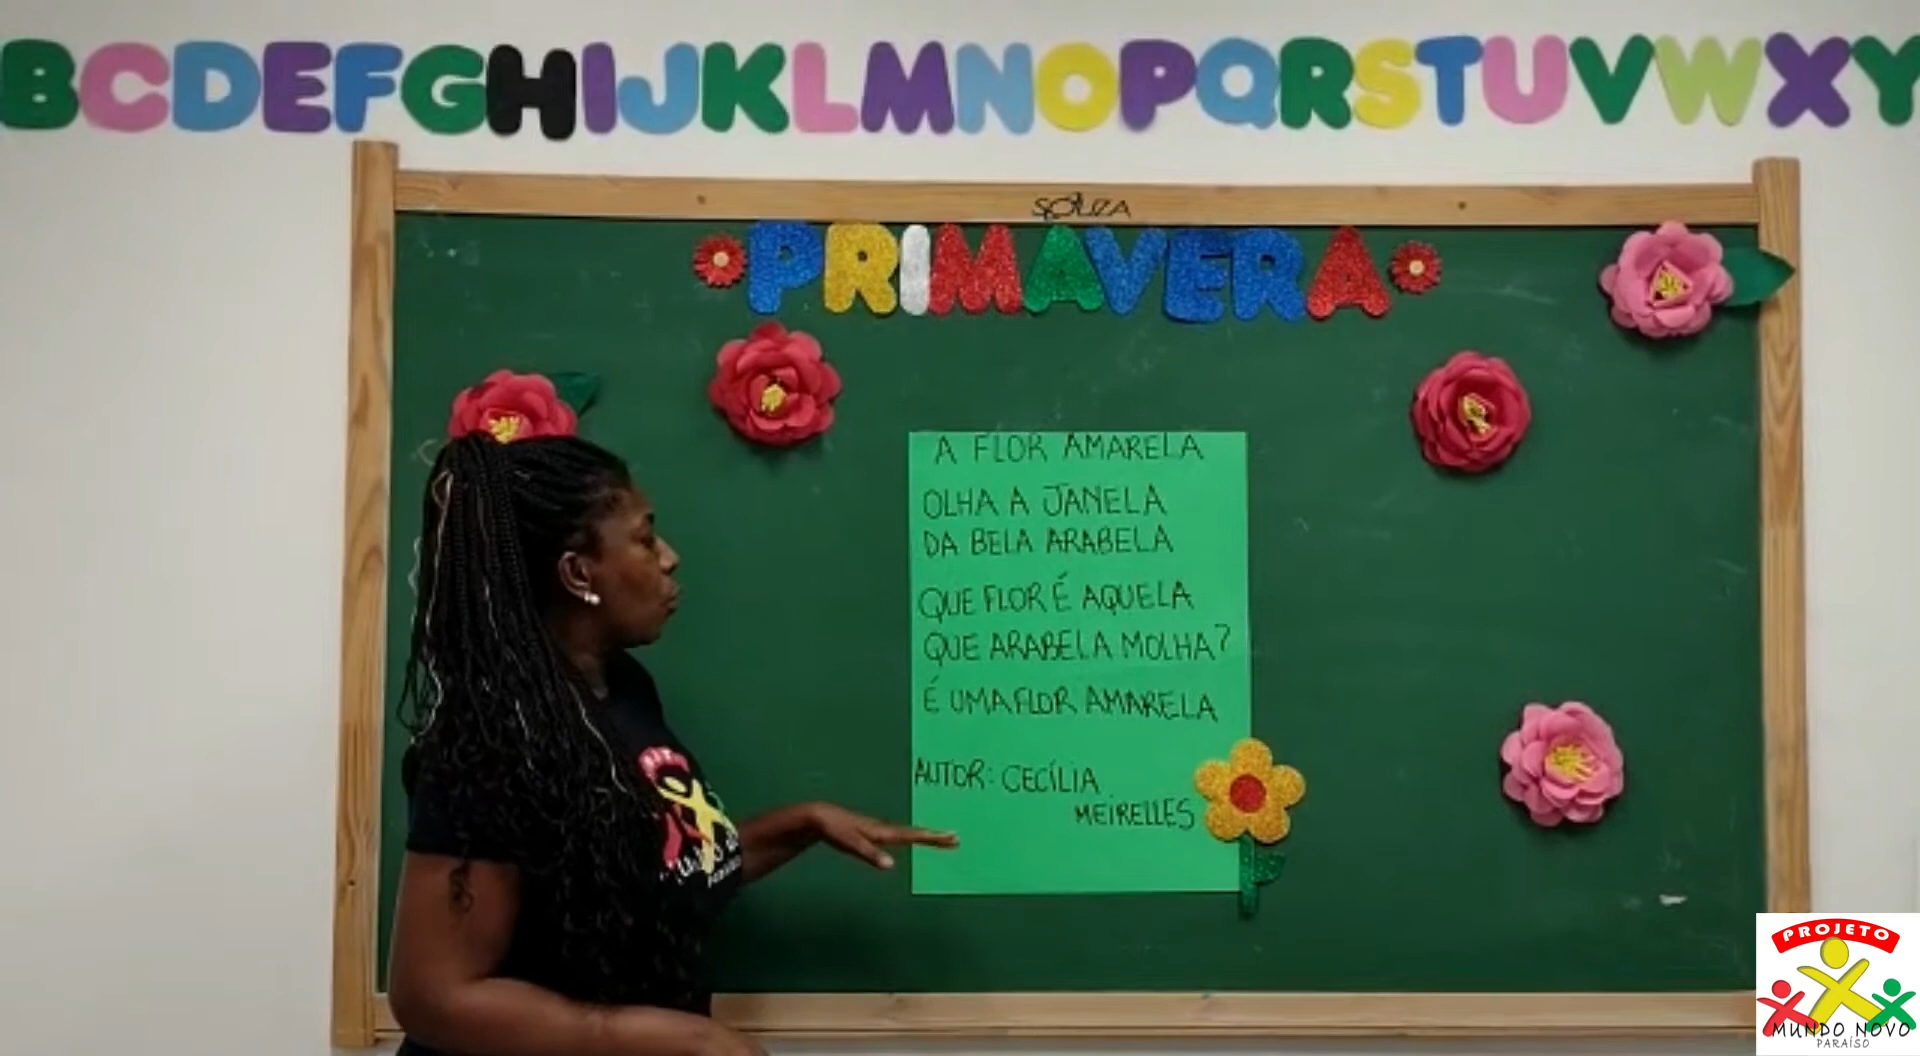 BCDEFGHIJKLMNOPQRSTUVWXY
SOUZA
PRIMAVERA
A FLOR AMARELA
OLHA A JANELA
DA BELA ARABELA
QUE FLOR É AQUELA
QUE ARABELA MOLHA?
É UMA FLOR AMARELA
AUTOR: CECÍLIA
MEIRELLES
PROJETO
MUNDO NOVO
PARAÍSO